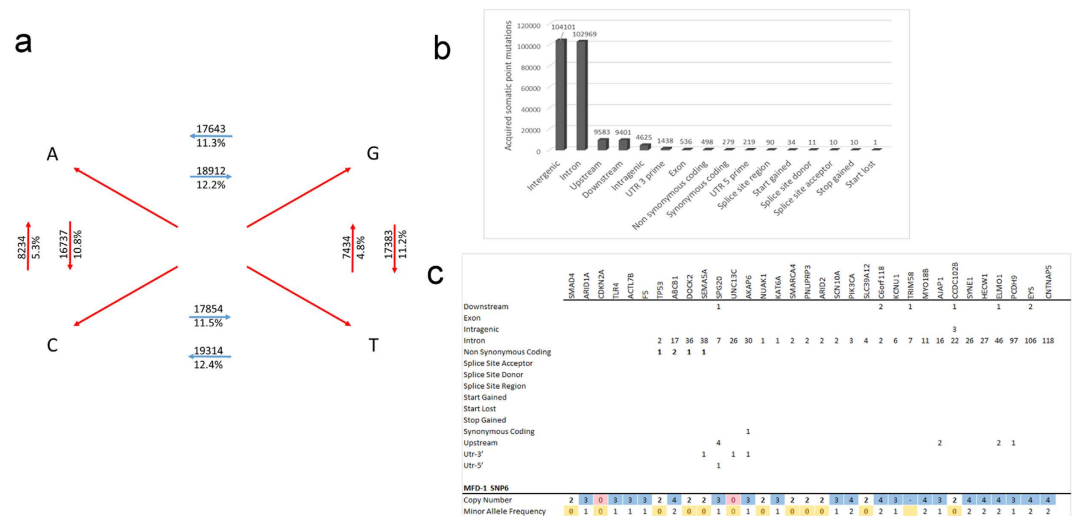 a
17643
11.3%
18912
12.2%
A
G
8234
5.3%
16737
10.8%
7434
4.8%
17383
11.2%
17854
11.5%
19314
12.4%
C
T
b
Acquired somatic point mutations
120000
100000
80000
60000
40000
20000
0
104101
102969
9583
9401
4625
1438
536
498
279
219
90
34
11
10
10
1
Intergenic
Intron
Upstream
Downstream
Intragenic
UTR 3 prime
Exon
Non synonymous coding
Synonymous coding
UTR 5 prime
Splice site region
Start gained
Splice site donor
Splice site acceptor
Stop gained
Start lost
c
SMAD4 ARID1A CDKN2A TLR4 ACTL7B F5 TP53 ABCB1 DOCK2 SEMA5A SPG20 UNC13C AKAP6 NUAK1 KAT6A SMARCA4 PNLIPRP3 ARID2 SCN10A PIK3CA SLC39A12 C6orf118 KCNU1 TRIM58 MYO18B AJAP1 CCDC102B SYNE1 HECW1 ELMO1 PCDH9 EYS CNTNAP5
Downstream 1 2 1 1 1 2
Exon
Intragenic 3
Intron 2 17 36 38 7 26 30 1 1 2 2 2 2 3 4 2 6 7 11 16 22 26 27 46 97 106 118
Non Synonymous Coding 1 2 1 1
Splice Site Acceptor
Splice Site Donor
Splice Site Region
Start Gained
Start Lost
Stop Gained
Synonymous Coding 1
Upstream 4 2 2 1
Utr-3' 1 1 1
Utr-5' 1
MFD-1 SNP6
Copy Number 2 3 0 3 3 3 2 4 2 2 3 0 3 2 3 2 2 2 3 4 2 4 3 - 4 3 2 4 4 4 4 4 4
Minor Allele Frequency 0 1 0 1 1 1 0 2 0 0 1 0 1 0 1 0 0 0 1 2 0 2 1 2 1 0 1 2 2 1 2 2